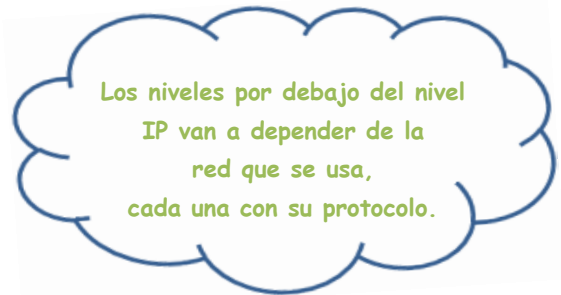 Los niveles por debajo del nivel
IP van a depender de la
red que se usa,
cada una con su protocolo.